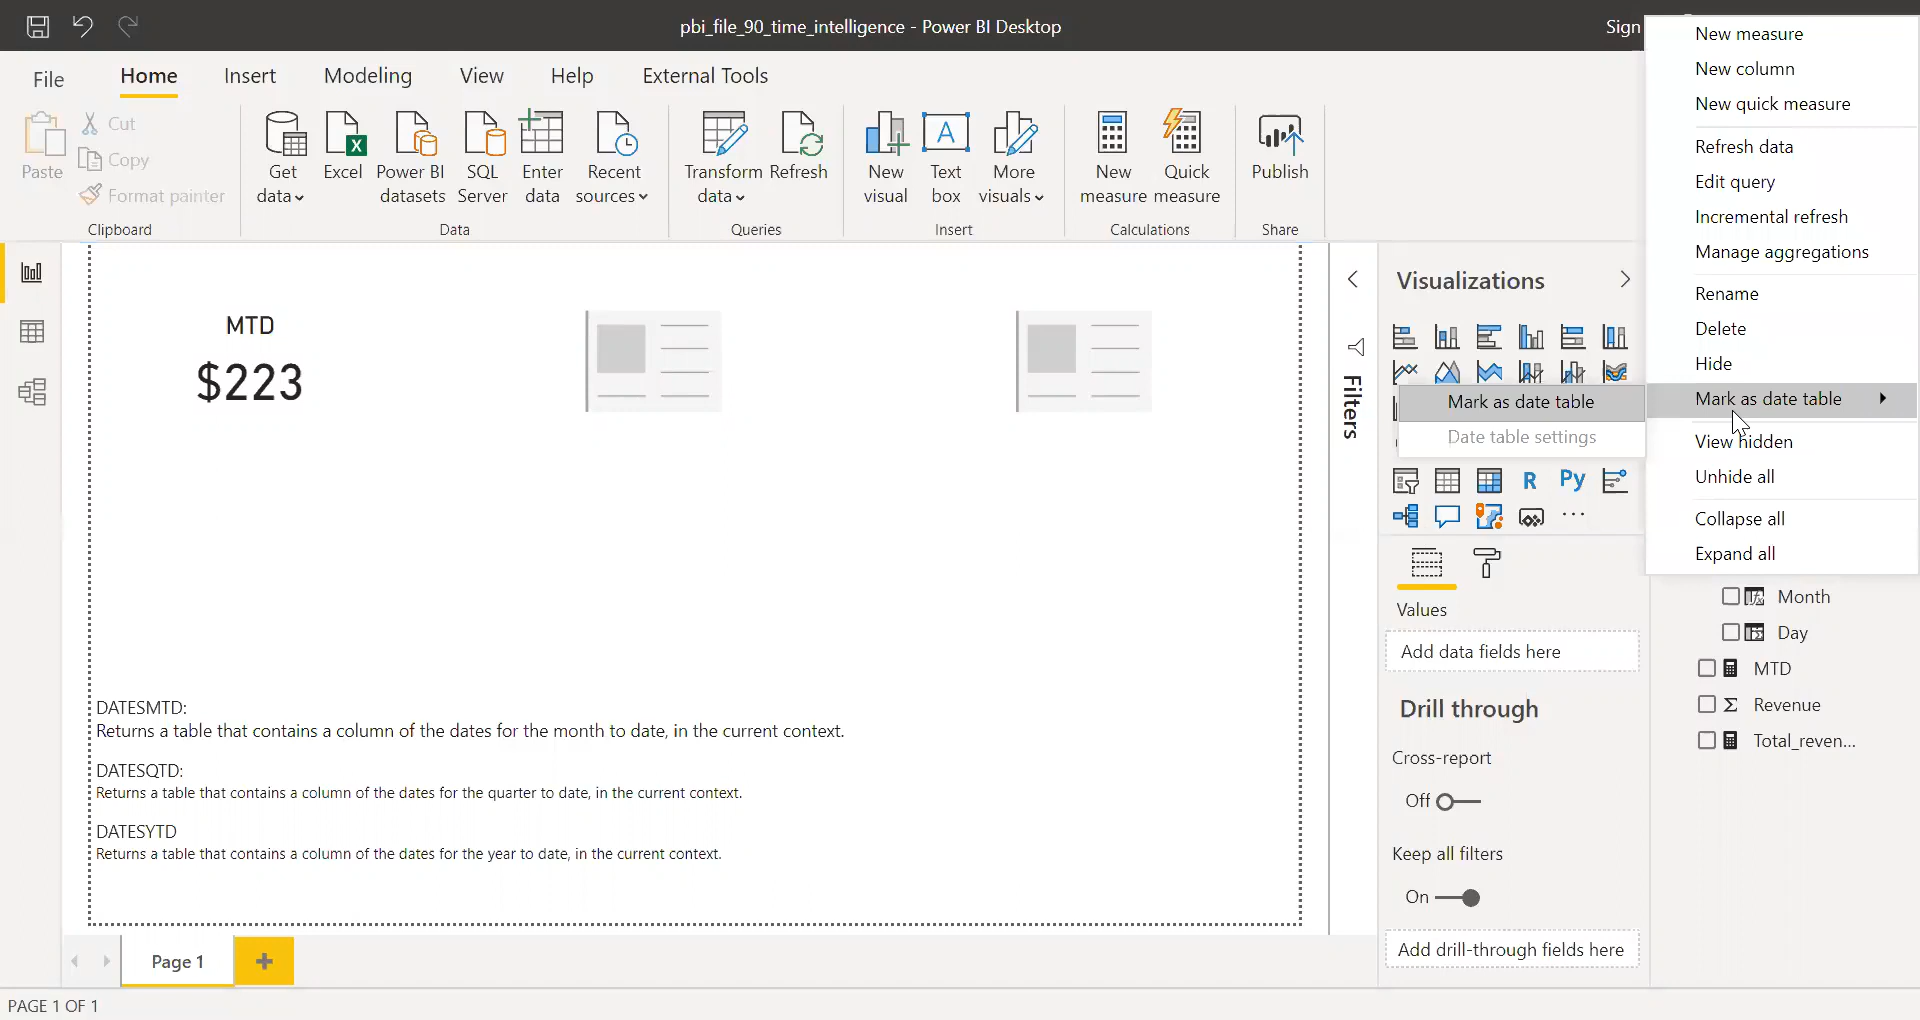 pbi_file_90_time_intelligence - Power BI Desktop
Sign
File
Home
Insert
Modeling
View
Help
External Tools
Paste
Cut
Copy
Format painter
Clipboard
Get data
Excel
Power BI datasets
SQL Server
Enter data
Recent sources
Data
Transform data
Refresh
Queries
New visual
Text box
More visuals
Insert
New measure
Quick measure
Calculations
Publish
Share
New measure
New column
New quick measure
Refresh data
Edit query
Incremental refresh
Manage aggregations
Rename
Delete
Hide
Mark as date table
View hidden
Unhide all
Collapse all
Expand all
Mark as date table
Date table settings
MTD
$223
DATESMTD:
Returns a table that contains a column of the dates for the month to date, in the current context.
DATESQTD:
Returns a table that contains a column of the dates for the quarter to date, in the current context.
DATESYTD
Returns a table that contains a column of the dates for the year to date, in the current context.
Filters
Visualizations
R
Py
Values
Add data fields here
Drill through
Cross-report
Off
Keep all filters
On
Add drill-through fields here
Month
Day
MTD
Revenue
Total_reven...
Page 1
PAGE 1 OF 1